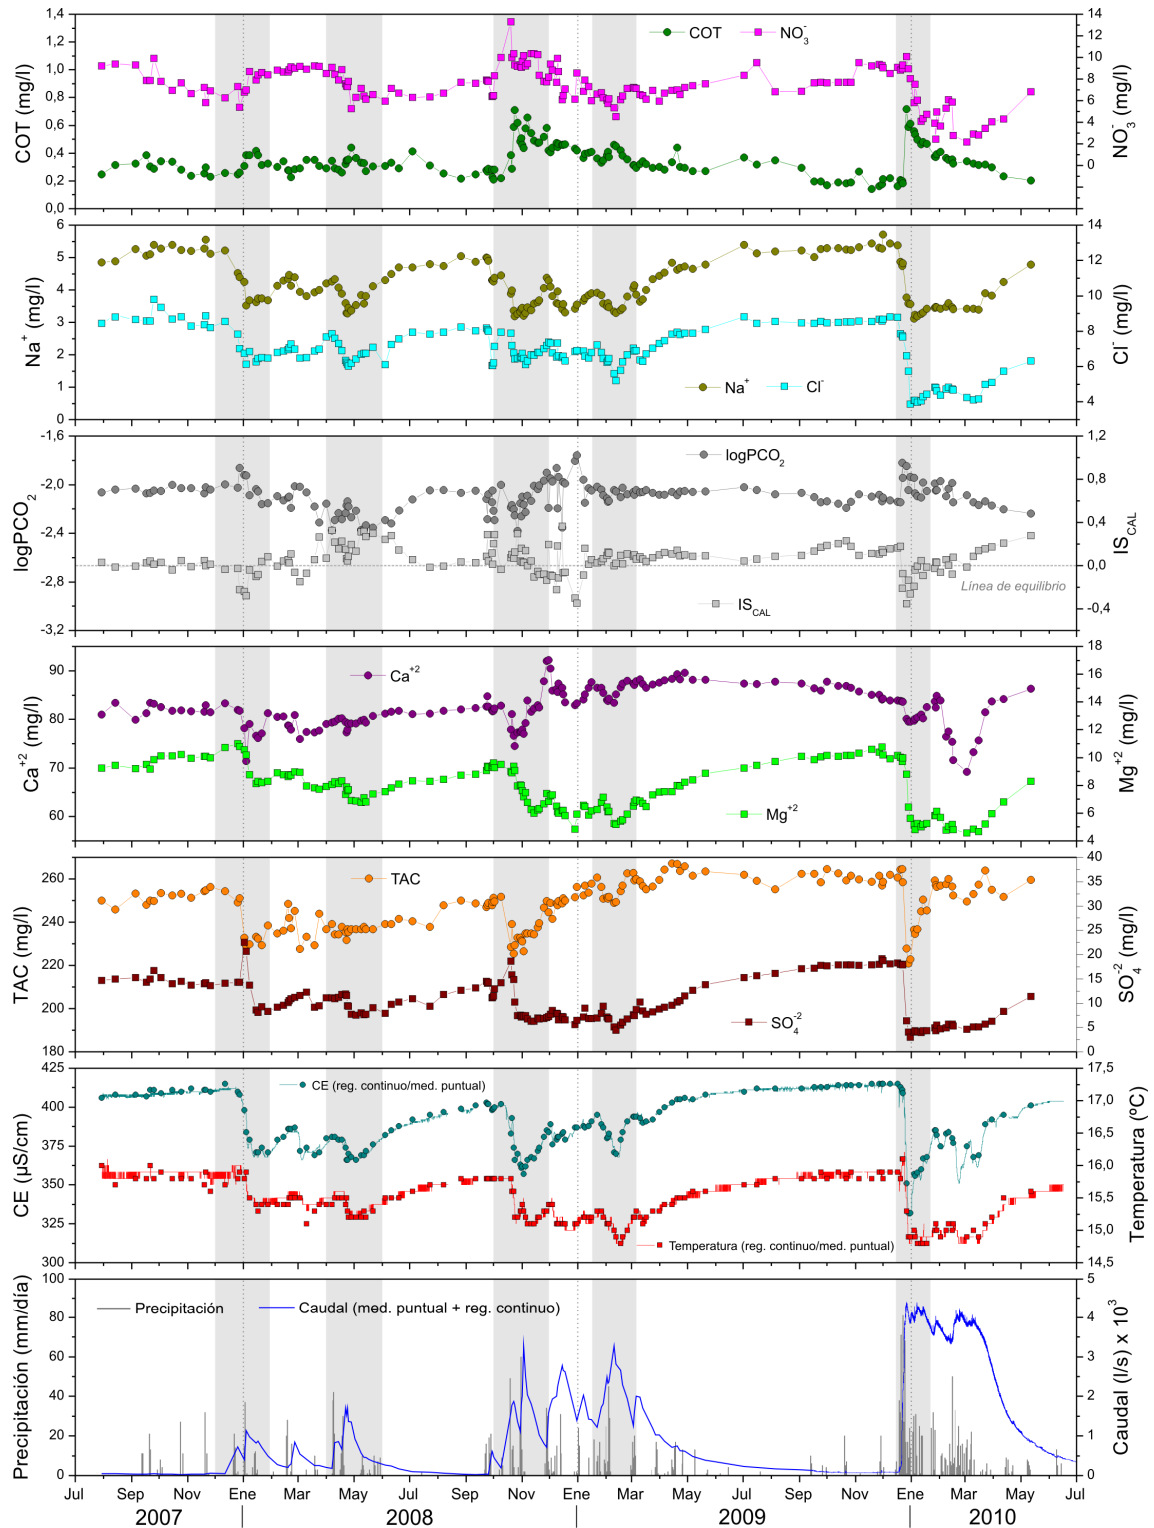 COT
NO3-
1,4
1,2
1,0
0,8
0,6
0,4
0,2
0,0
COT (mg/l)
14
12
10
8
6
4
2
0
NO3- (mg/l)
6
5
4
3
2
1
0
Na+ (mg/l)
14
12
10
8
6
4
Cl- (mg/l)
Na+
Cl-
-1,6
-2,0
-2,4
-2,8
-3,2
logPCO2
logPCO2
1,2
0,8
0,4
0,0
-0,4
ISCAL
Línea de equilibrio
ISCAL
90
80
70
60
Ca+2 (mg/l)
Ca+2
18
16
14
12
10
8
6
4
Mg+2 (mg/l)
Mg+2
260
240
220
200
180
TAC (mg/l)
TAC
40
35
30
25
20
15
10
5
0
SO4-2 (mg/l)
SO4-2
425
400
375
350
325
300
CE (µS/cm)
CE (reg. continuo/med. puntual)
17,5
17,0
16,5
16,0
15,5
15,0
14,5
Temperatura (ºC)
Temperatura (reg. continuo/med. puntual)
100
80
60
40
20
0
Precipitación (mm/día)
Precipitación
Caudal (med. puntual + reg. continuo)
5
4
3
2
1
0
Caudal (l/s) x 10^3
Jul Sep Nov Ene Mar May Jul Sep Nov Ene Mar May Jul Sep Nov Ene Mar May Jul
2007 2008 2009 2010